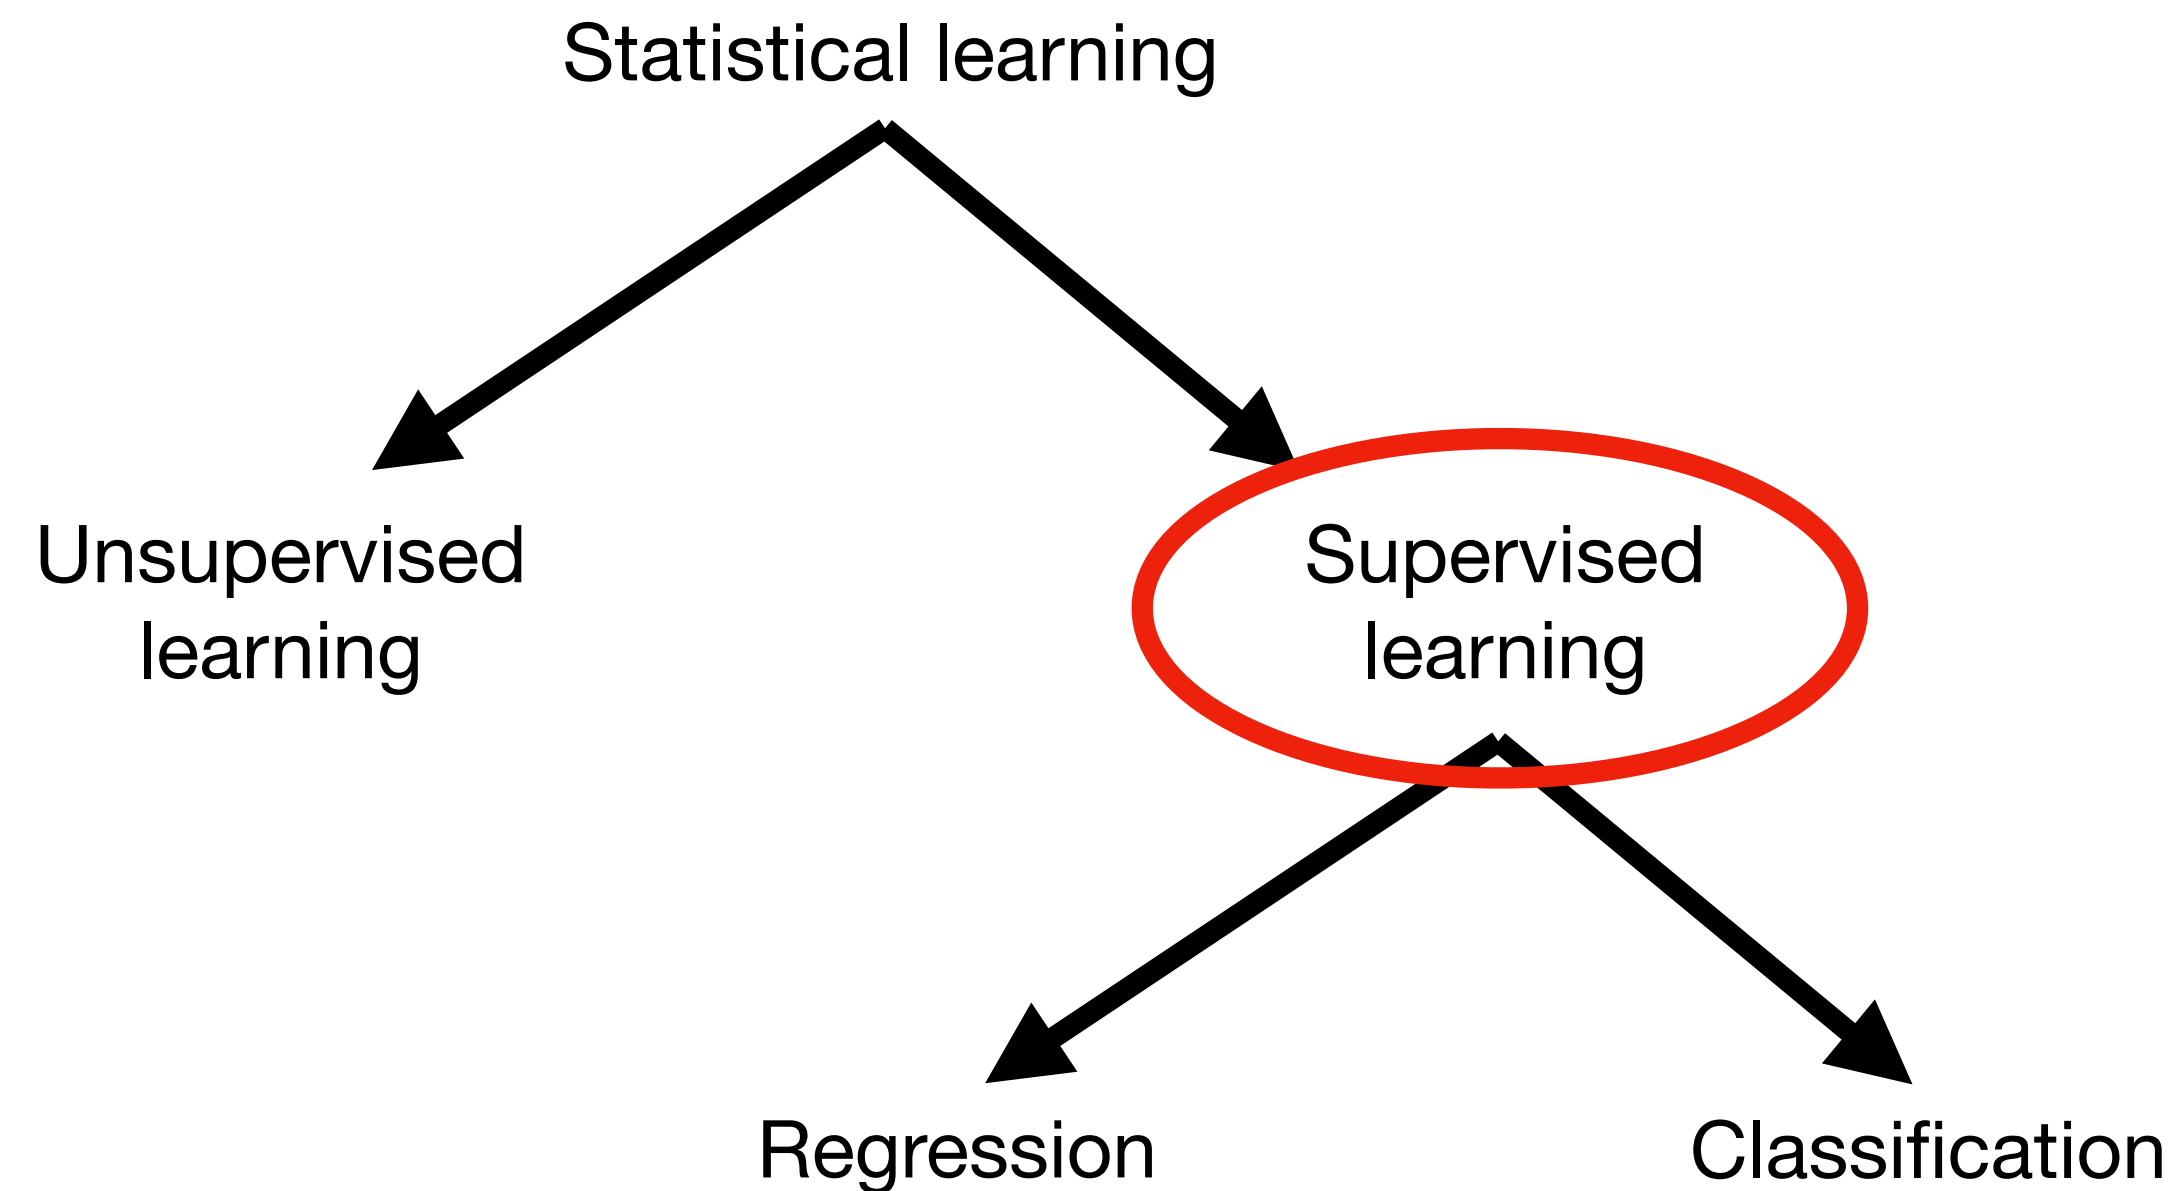 Statistical learning
Unsupervised
learning
Supervised
learning
Regression
Classification